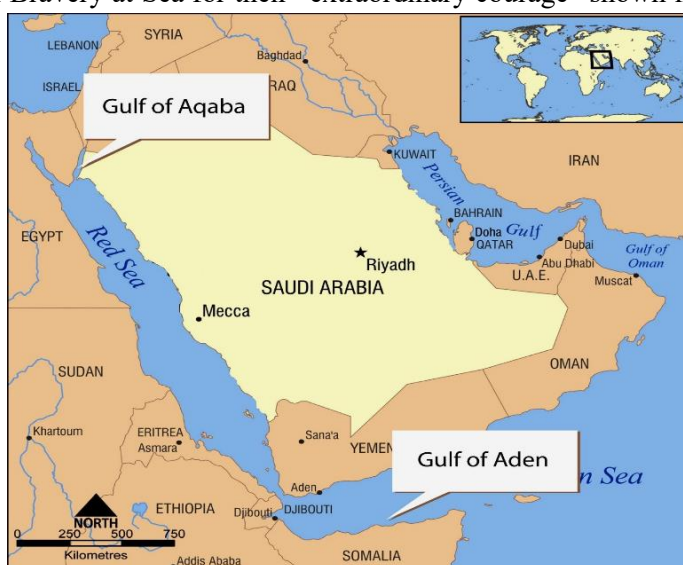 Bravery at Sea for their "extraordinary courage" shown
SYRIA
LEBANON
Baghdad
ISRAEL
RAQ
Gulf of Aqaba
KUWAIT
IRAN
Persian
BAHRAIN
Doha
QATAR
Gulf
Dubai
Abu Dhabi
U.A.E.
Gulf of
Oman
Muscat
EGYPT
Red Sea
Riyadh
SAUDI ARABIA
Mecca
OMAN
SUDAN
Khartoum
ERITREA
Asmara
Sana'a
YEMEN
Gulf of Aden
n Sea
Aden
ETHIOPIA
Djibouti
DJIBOUTI
NORTH
0 250 500 750
Kilometres
Addis Ababa
SOMALIA